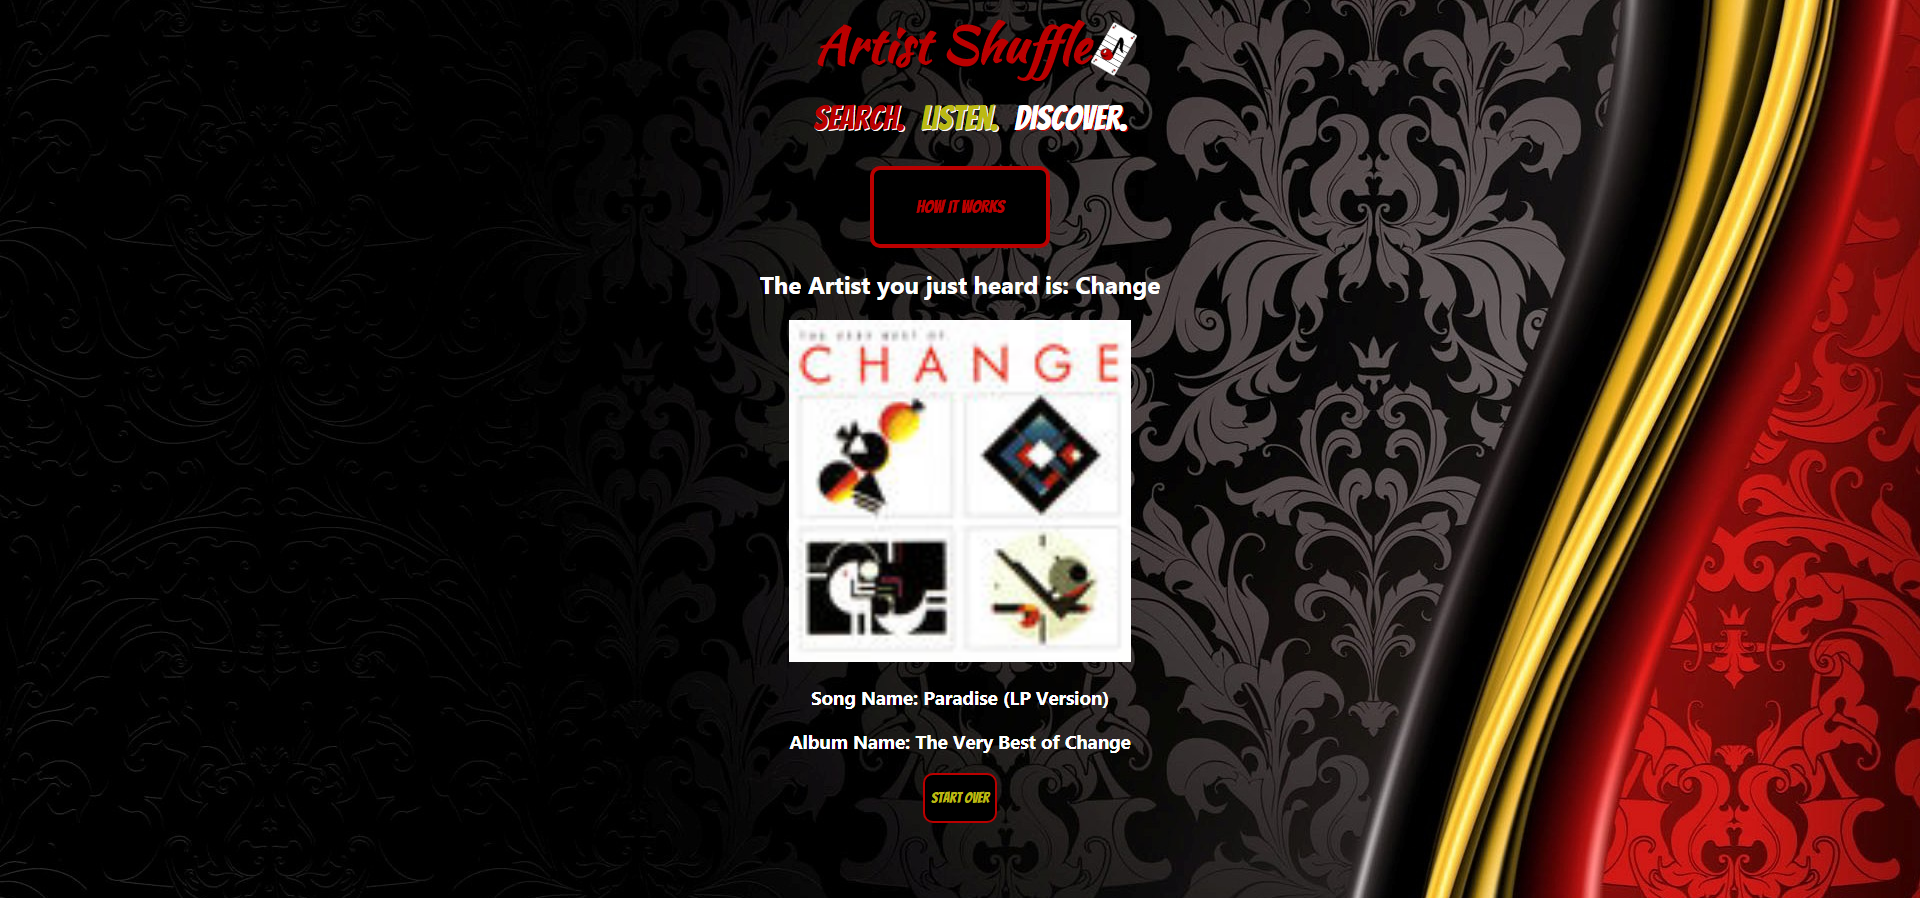 Artist Shuffle
SEARCH. LISTEN. DISCOVER.
HOW IT WORKS
The Artist you just heard is: Change
THE VERY BEST OF
CHANGE
Song Name: Paradise (LP Version)
Album Name: The Very Best of Change
START OVER